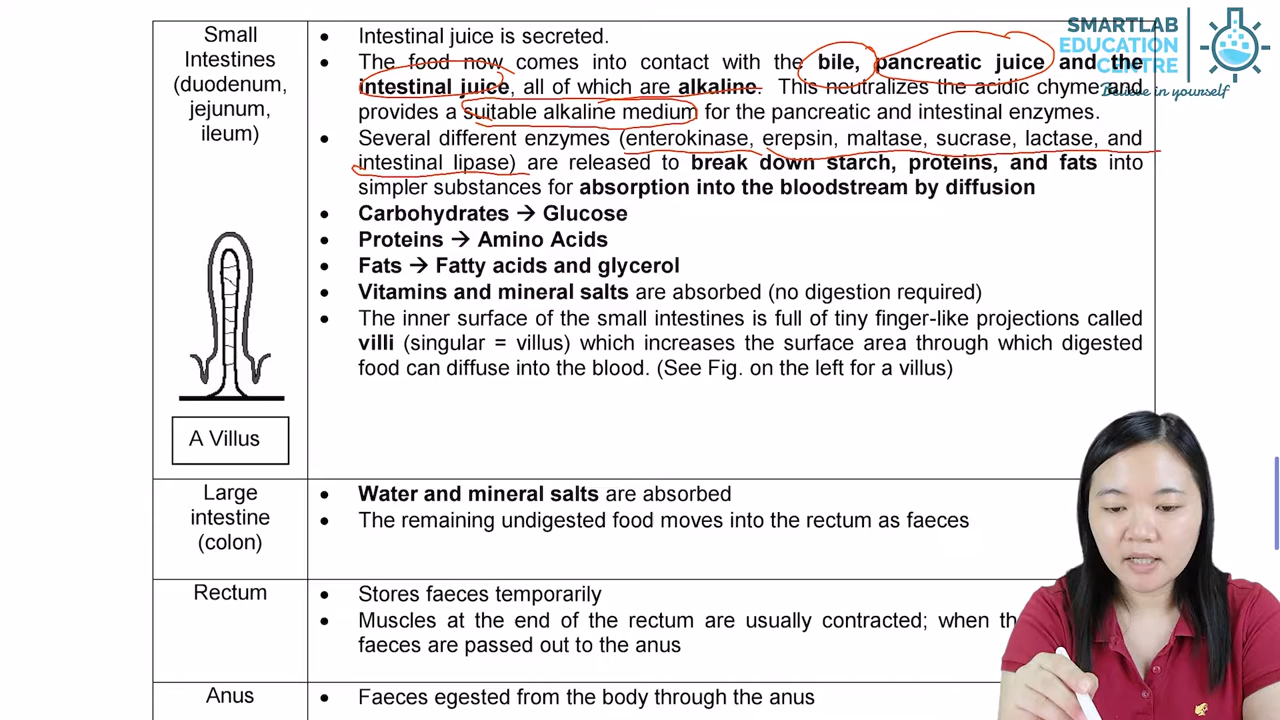 SMARTLAB
EDUCATION
CENTRE
Believe in yourself
Small
Intestines
(duodenum,
jejunum,
ileum)
• Intestinal juice is secreted.
• The food now comes into contact with the bile, pancreatic juice and the
intestinal juice, all of which are alkaline. This neutralizes the acidic chyme and
provides a suitable alkaline medium for the pancreatic and intestinal enzymes.
• Several different enzymes (enterokinase, erepsin, maltase, sucrase, lactase, and
intestinal lipase) are released to break down starch, proteins, and fats into
simpler substances for absorption into the bloodstream by diffusion
• Carbohydrates → Glucose
• Proteins → Amino Acids
• Fats → Fatty acids and glycerol
• Vitamins and mineral salts are absorbed (no digestion required)
• The inner surface of the small intestines is full of tiny finger-like projections called
villi (singular = villus) which increases the surface area through which digested
food can diffuse into the blood. (See Fig. on the left for a villus)
A Villus
Large
intestine
(colon)
• Water and mineral salts are absorbed
• The remaining undigested food moves into the rectum as faeces
Rectum
• Stores faeces temporarily
• Muscles at the end of the rectum are usually contracted; when
faeces are passed out to the anus
Anus
• Faeces egested from the body through the anus